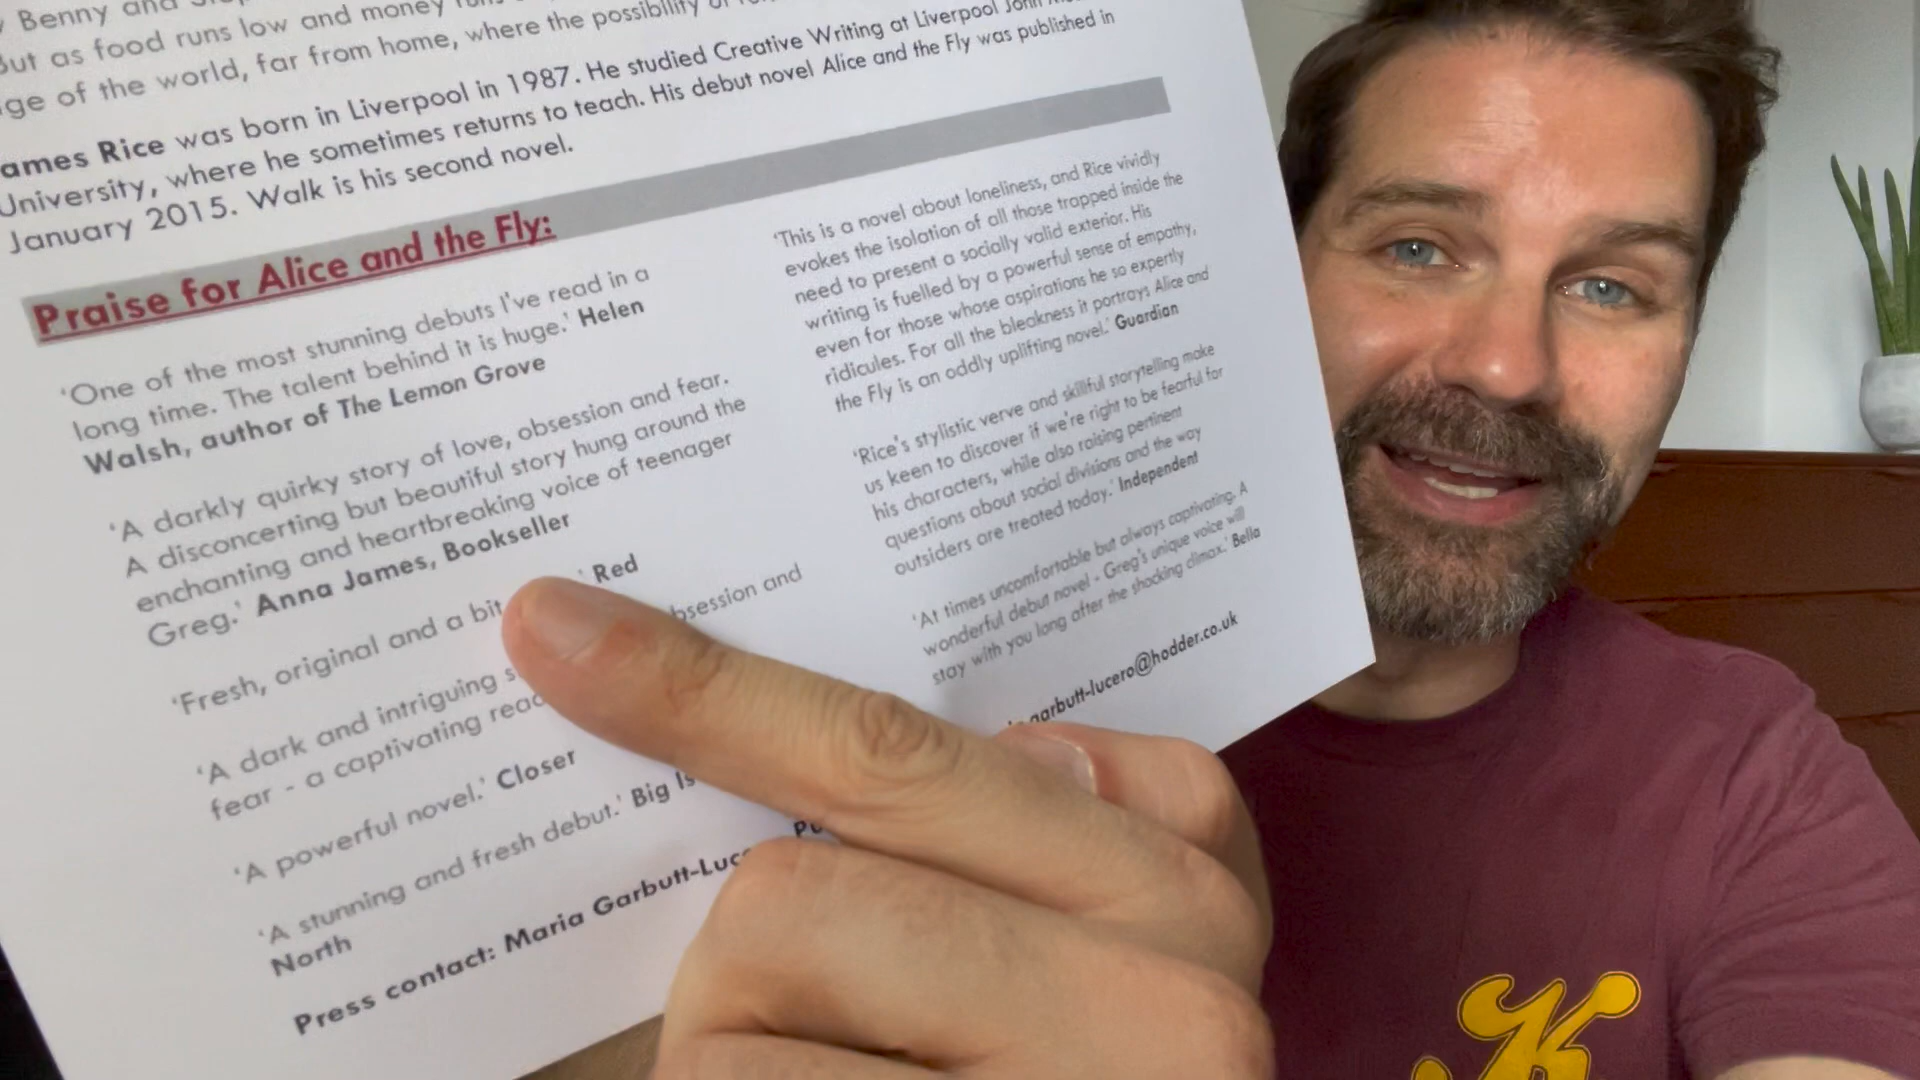 Benny and
But as food runs low and money runs
ge of the world, far from home, where the possibility of
ames Rice was born in Liverpool in 1987. He studied Creative Writing at Liverpool John
University, where he sometimes returns to teach. His debut novel Alice and the Fly was published in
January 2015. Walk is his second novel.
Praise for Alice and the Fly:
'One of the most stunning debuts I've read in a
long time. The talent behind it is huge.' Helen
Walsh, author of The Lemon Grove
'A darkly quirky story of love, obsession and fear.
A disconcerting but beautiful story hung around the
enchanting and heartbreaking voice of teenager
Greg.' Anna James, Bookseller
'Fresh, original and a bit ' Red
'A dark and intriguing s bsession and
fear - a captivating read
'A powerful novel.' Closer
'A stunning and fresh debut.' Big Is
North
Press contact: Maria Garbutt-Luce
'This is a novel about loneliness, and Rice vividly
evokes the isolation of all those trapped inside the
need to present a socially valid exterior. His
writing is fuelled by a powerful sense of empathy,
even for those whose aspirations he so expertly
ridicules. For all the bleakness it portrays Alice and
the Fly is an oddly uplifting novel.' Guardian
'Rice's stylistic verve and skillful storytelling make
us keen to discover if we're right to be fearful for
his characters, while also raising pertinent
questions about social divisions and the way
outsiders are treated today.' Independent
'At times uncomfortable but always captivating. A
wonderful debut novel - Greg's unique voice will
stay with you long after the shocking climax.' Bella
garbutt-lucero@hodder.co.uk